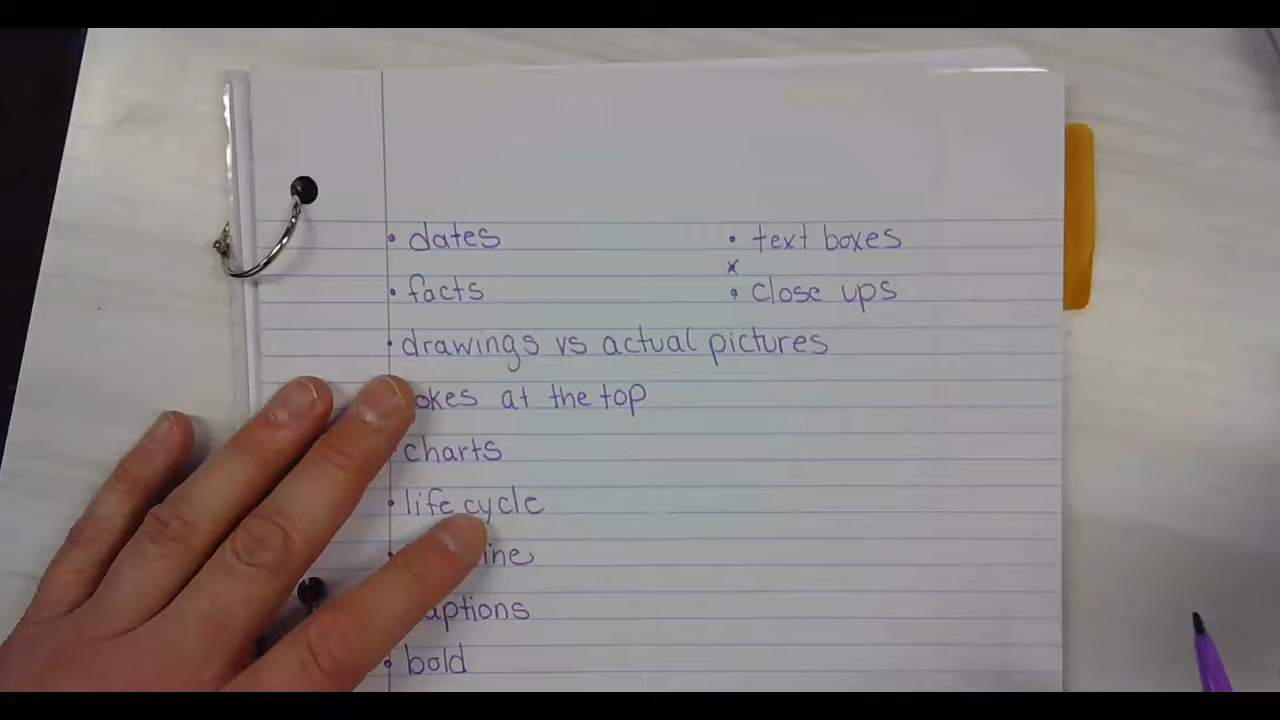 • dates
• facts
• drawings vs actual pictures
okes at the top
charts
• life cycle
• ine
aptions
• bold
• text boxes
x
• close ups